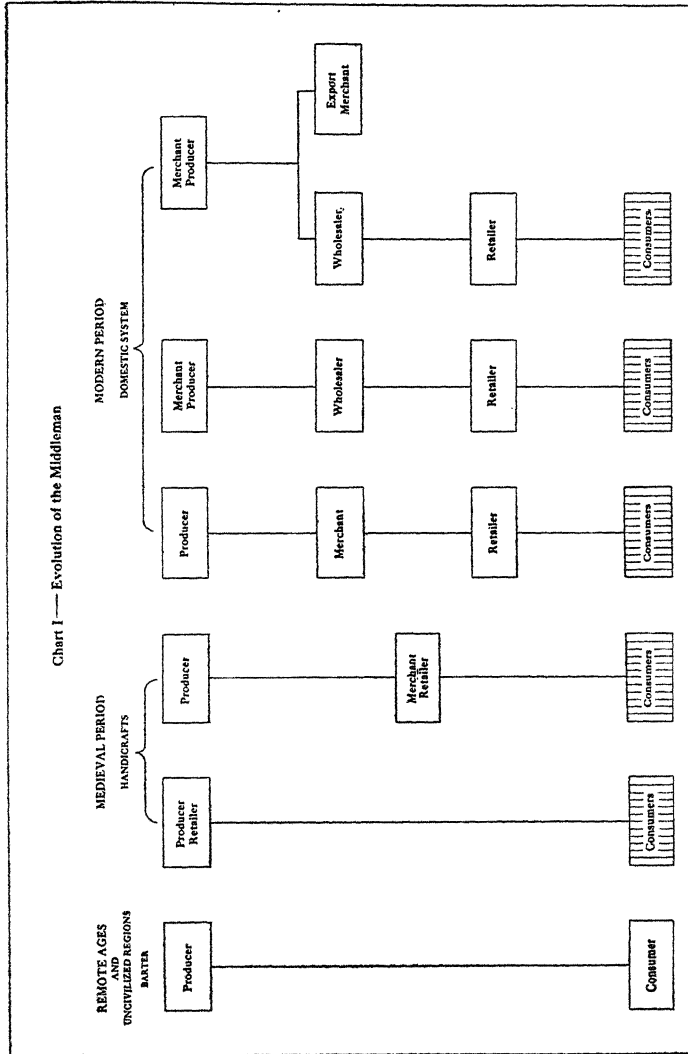 Chart I — Evolution of the Middleman
REMOTE AGES
AND
UNCIVILIZED REGIONS
BARTER
Producer
Consumer
MEDIEVAL PERIOD
HANDICRAFTS
Producer
Retailer
Consumers
Producer
Merchant
Retailer
Consumers
MODERN PERIOD
DOMESTIC SYSTEM
Producer
Merchant
Retailer
Consumers
Merchant
Producer
Wholesaler
Retailer
Consumers
Merchant
Producer
Wholesaler
Export
Merchant
Retailer
Consumers